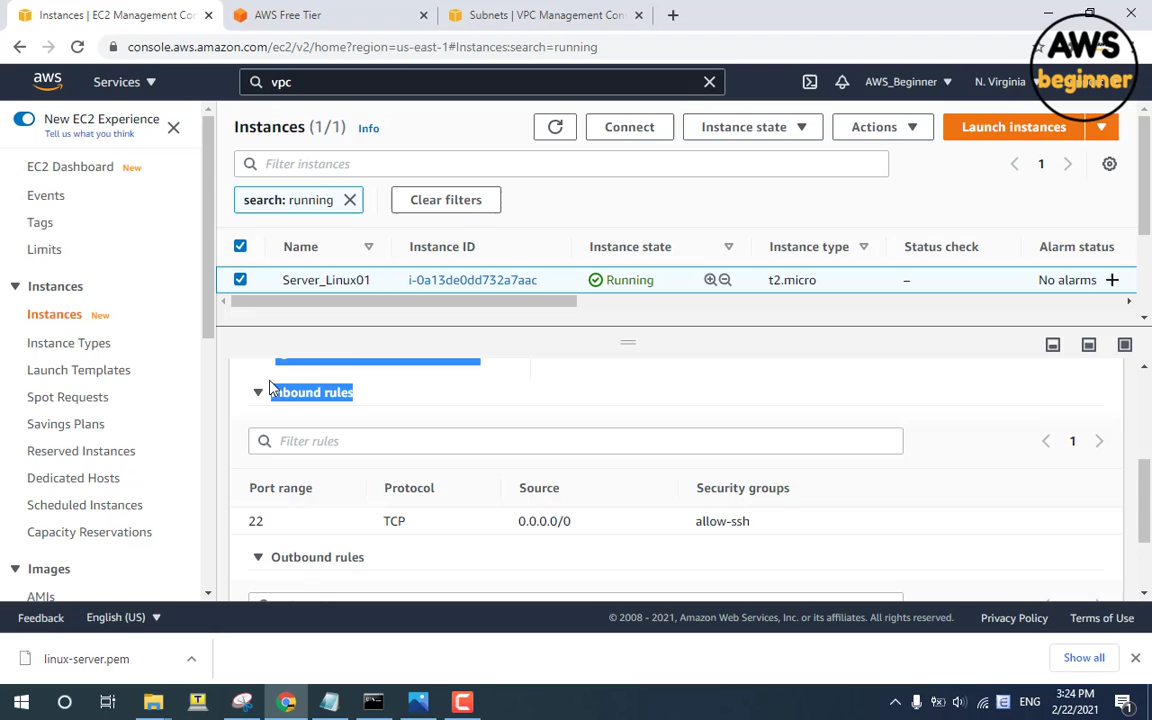 Instances | EC2 Management Con
AWS Free Tier
Subnets | VPC Management Con
console.aws.amazon.com/ec2/v2/home?region=us-east-1#Instances:search=running
AWS
beginner
aws
Services
vpc
AWS_Beginner
N. Virginia
New EC2 Experience
Tell us what you think
EC2 Dashboard New
Events
Tags
Limits
Instances
Instances New
Instance Types
Launch Templates
Spot Requests
Savings Plans
Reserved Instances
Dedicated Hosts
Scheduled Instances
Capacity Reservations
Images
AMIs
Instances (1/1) Info
Connect
Instance state
Actions
Launch instances
Filter instances
1
search: running
Clear filters
Name Instance ID Instance state Instance type Status check Alarm status
Server_Linux01 i-0a13de0dd732a7aac Running t2.micro – No alarms +
Inbound rules
Filter rules
1
Port range Protocol Source Security groups
22 TCP 0.0.0.0/0 allow-ssh
Outbound rules
Feedback English (US) © 2008 - 2021, Amazon Web Services, Inc. or its affiliates. All rights reserved. Privacy Policy Terms of Use
linux-server.pem
Show all
ENG
3:24 PM
2/22/2021
1